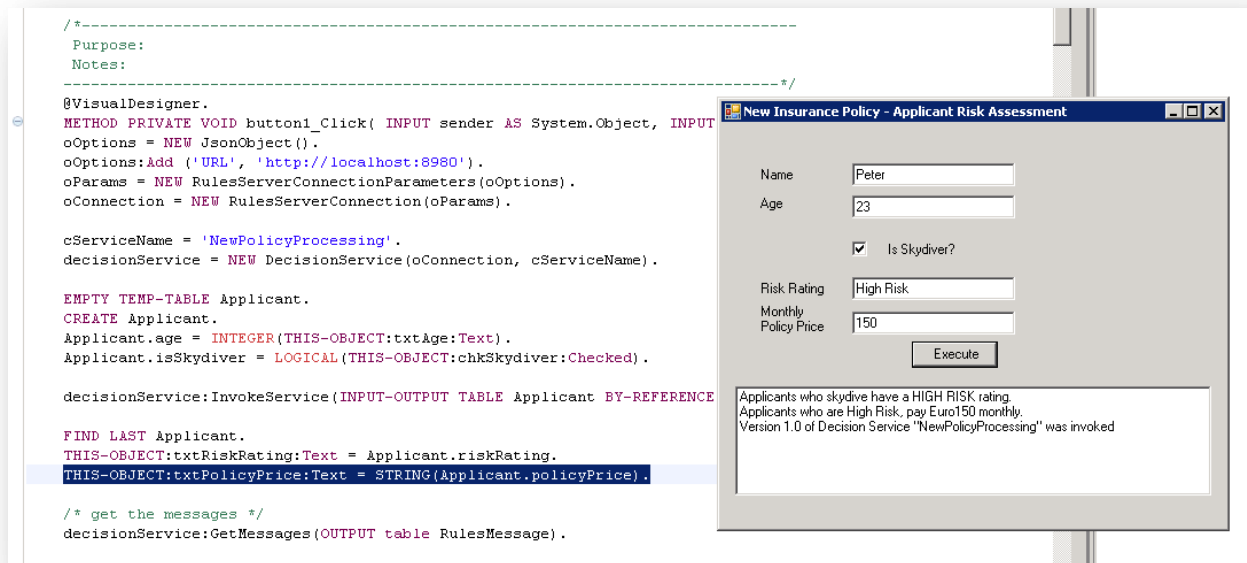 /*------------------------------------------------------------------------------
Purpose:
Notes:
------------------------------------------------------------------------------*/
@VisualDesigner.
METHOD PRIVATE VOID button1_Click( INPUT sender AS System.Object, INPUT
oOptions = NEW JsonObject().
oOptions:Add ('URL', 'http://localhost:8980').
oParams = NEW RulesServerConnectionParameters(oOptions).
oConnection = NEW RulesServerConnection(oParams).
cServiceName = 'NewPolicyProcessing'.
decisionService = NEW DecisionService(oConnection, cServiceName).
EMPTY TEMP-TABLE Applicant.
CREATE Applicant.
Applicant.age = INTEGER(THIS-OBJECT:txtAge:Text).
Applicant.isSkydiver = LOGICAL(THIS-OBJECT:chkSkydiver:Checked).
decisionService:InvokeService(INPUT-OUTPUT TABLE Applicant BY-REFERENCE
FIND LAST Applicant.
THIS-OBJECT:txtRiskRating:Text = Applicant.riskRating.
THIS-OBJECT:txtPolicyPrice:Text = STRING(Applicant.policyPrice).
/* get the messages */
decisionService:GetMessages(OUTPUT table RulesMessage).
New Insurance Policy - Applicant Risk Assessment
Name Peter
Age 23
Is Skydiver?
Risk Rating High Risk
Monthly
Policy Price 150
Execute
Applicants who skydive have a HIGH RISK rating.
Applicants who are High Risk, pay Euro150 monthly.
Version 1.0 of Decision Service "NewPolicyProcessing" was invoked